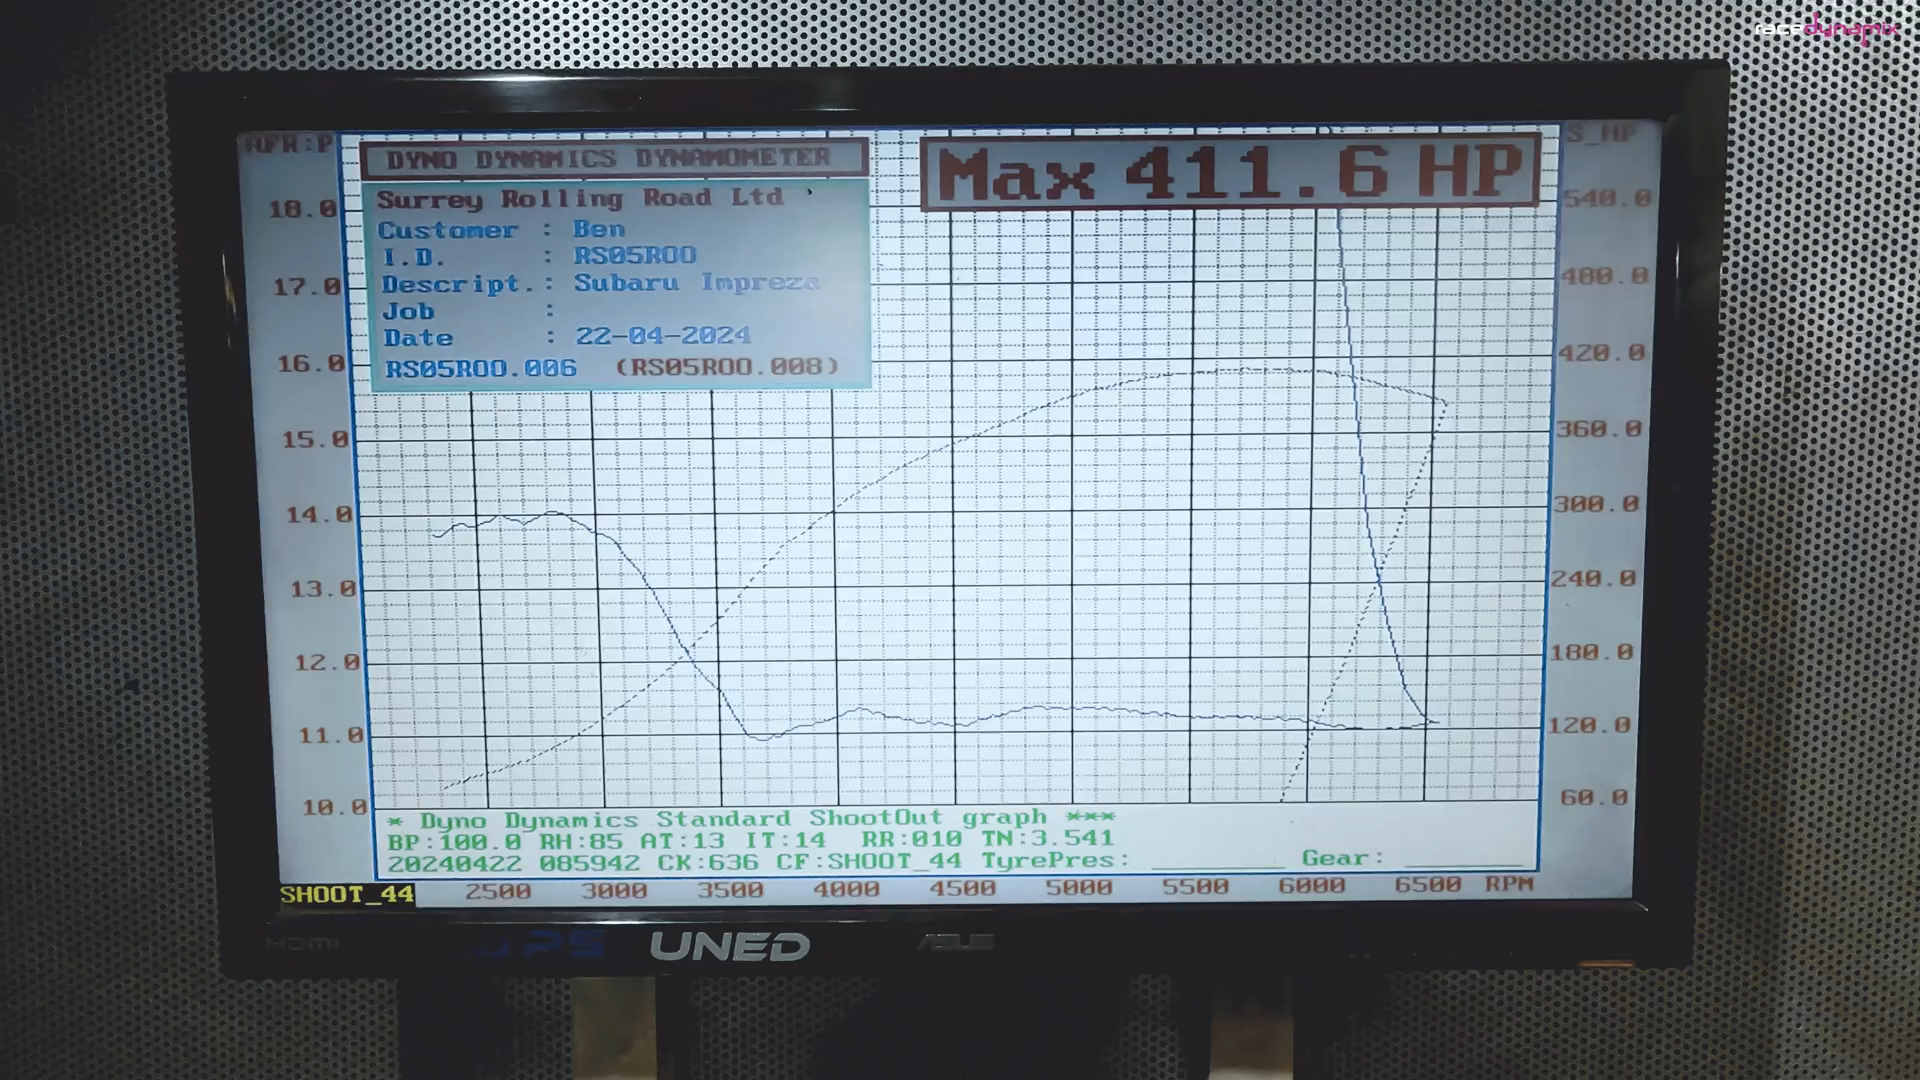 racedynamix
AFR:P
DYNO DYNAMICS DYNAMOMETER
Max 411.6 HP
S_HP
Surrey Rolling Road Ltd
Customer : Ben
I.D. : RS05ROO
Descript.: Subaru Impreza
Job :
Date : 22-04-2024
RS05ROO.006 (RS05ROO.008)
18.0
17.0
16.0
15.0
14.0
13.0
12.0
11.0
10.0
540.0
480.0
420.0
360.0
300.0
240.0
180.0
120.0
60.0
* Dyno Dynamics Standard ShootOut graph ***
BP:100.0 RH:85 AT:13 IT:14 RR:010 TN:3.541
20240422 085942 CK:636 CF:SHOOT_44 TyrePres: ________ Gear: _______
SHOOT_44 2500 3000 3500 4000 4500 5000 5500 6000 6500 RPM
HDMI UNED ASUS